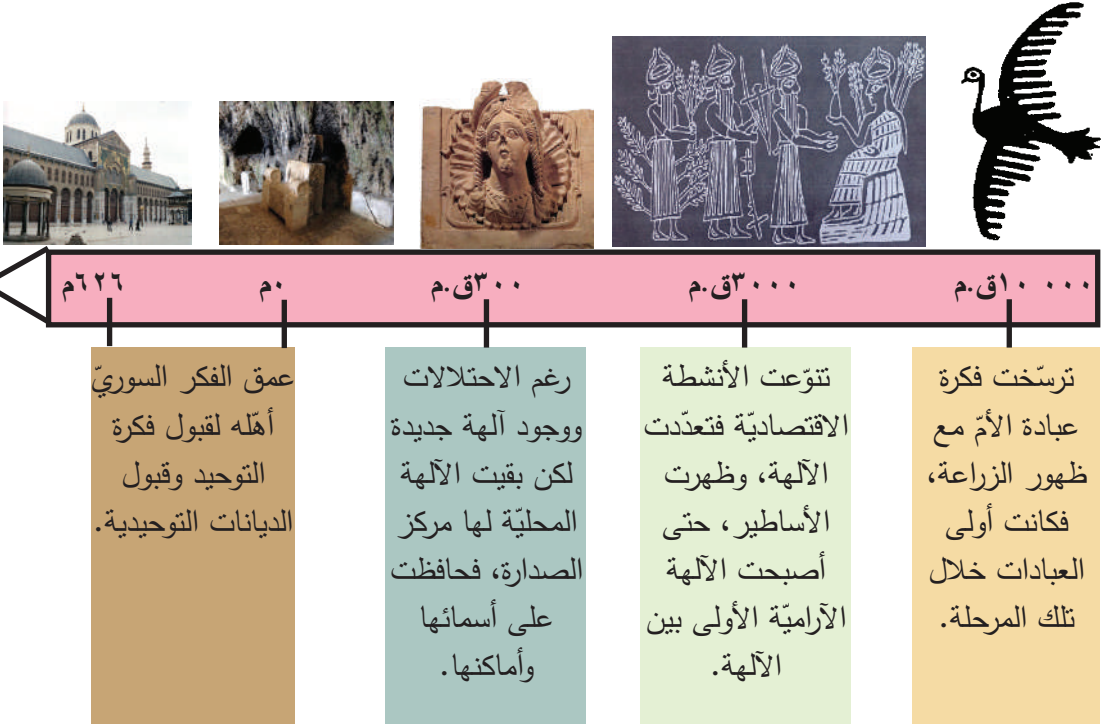 ١٠ ٠٠٠ق.م
٣٠٠٠ق.م
٣٠٠ق.م
٠م
٦٢٦م
ترسّخت فكرة
عبادة الأمّ مع
ظهور الزراعة،
فكانت أولى
العبادات خلال
تلك المرحلة.
تنوّعت الأنشطة
الاقتصاديّة فتعدّدت
الآلهة، وظهرت
الأساطير، حتى
أصبحت الآلهة
الآراميّة الأولى بين
الآلهة.
رغم الاحتلالات
ووجود آلهة جديدة
لكن بقيت الآلهة
المحليّة لها مركز
الصدارة، فحافظت
على أسمائها
وأماكنها.
عمق الفكر السوريّ
أهّله لقبول فكرة
التوحيد وقبول
الديانات التوحيدية.